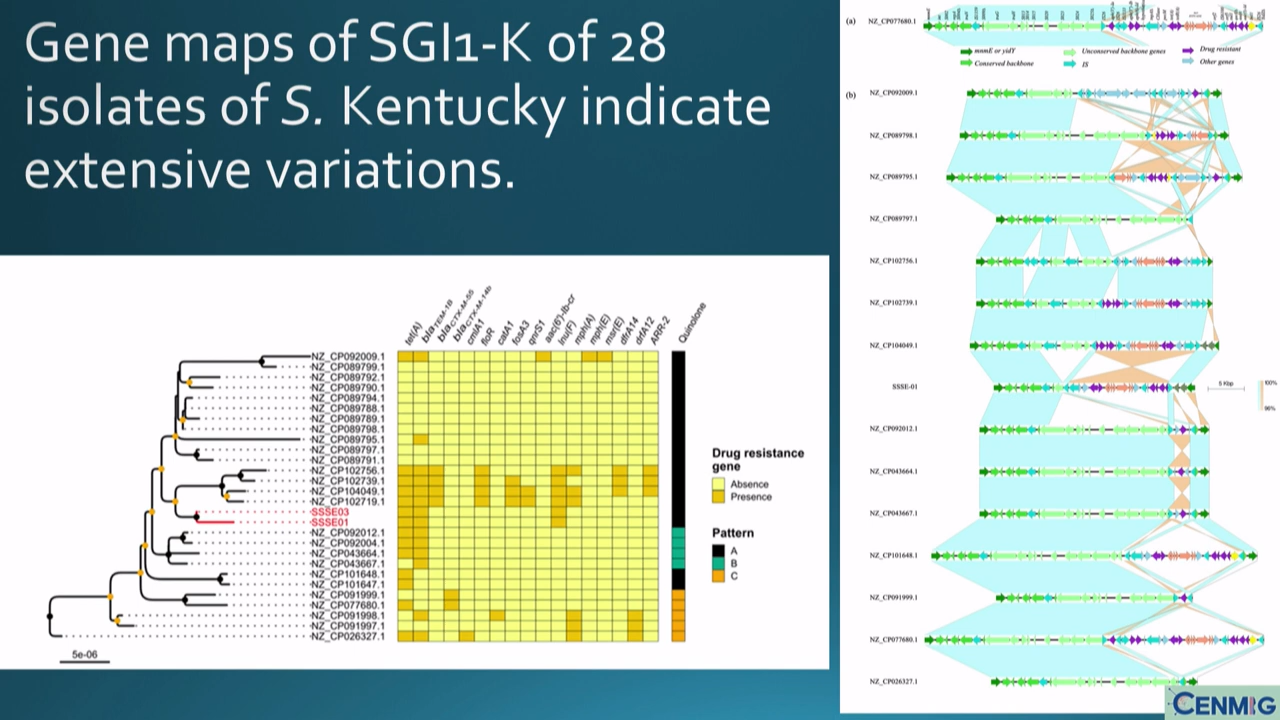 Gene maps of SGI1-K of 28
isolates of S. Kentucky indicate
extensive variations.
tet(A)
blaTEM-1B
blaCTX-M-55
blaCTX-M-14b
cmlA1
floR
catA1
fosA3
qnrS1
aac(6')-Ib-cr
lnu(F)
mph(A)
mph(E)
msr(E)
dfrA14
dfrA12
ARR-2
Quinolone
NZ_CP092009.1
NZ_CP089799.1
NZ_CP089792.1
NZ_CP089790.1
NZ_CP089794.1
NZ_CP089788.1
NZ_CP089789.1
NZ_CP089798.1
NZ_CP089795.1
NZ_CP089797.1
NZ_CP089791.1
NZ_CP102756.1
NZ_CP102739.1
NZ_CP104049.1
NZ_CP102719.1
SSSE03
SSSE01
NZ_CP092012.1
NZ_CP092004.1
NZ_CP043664.1
NZ_CP043667.1
NZ_CP101648.1
NZ_CP101647.1
NZ_CP091999.1
NZ_CP077680.1
NZ_CP091998.1
NZ_CP091997.1
NZ_CP026327.1
5e-06
Drug resistance
gene
Absence
Presence
Pattern
A
B
C
(a) NZ_CP077680.1
mnmE or yidY
Unconserved backbone genes
Drug resistant
Conserved backbone
IS
Other genes
(b) NZ_CP092009.1
NZ_CP089798.1
NZ_CP089795.1
NZ_CP089797.1
NZ_CP102756.1
NZ_CP102739.1
NZ_CP104049.1
SSSE-01
5 Kbp
100%
98%
NZ_CP092012.1
NZ_CP043664.1
NZ_CP043667.1
NZ_CP101648.1
NZ_CP091999.1
NZ_CP077680.1
NZ_CP026327.1
CENMIG